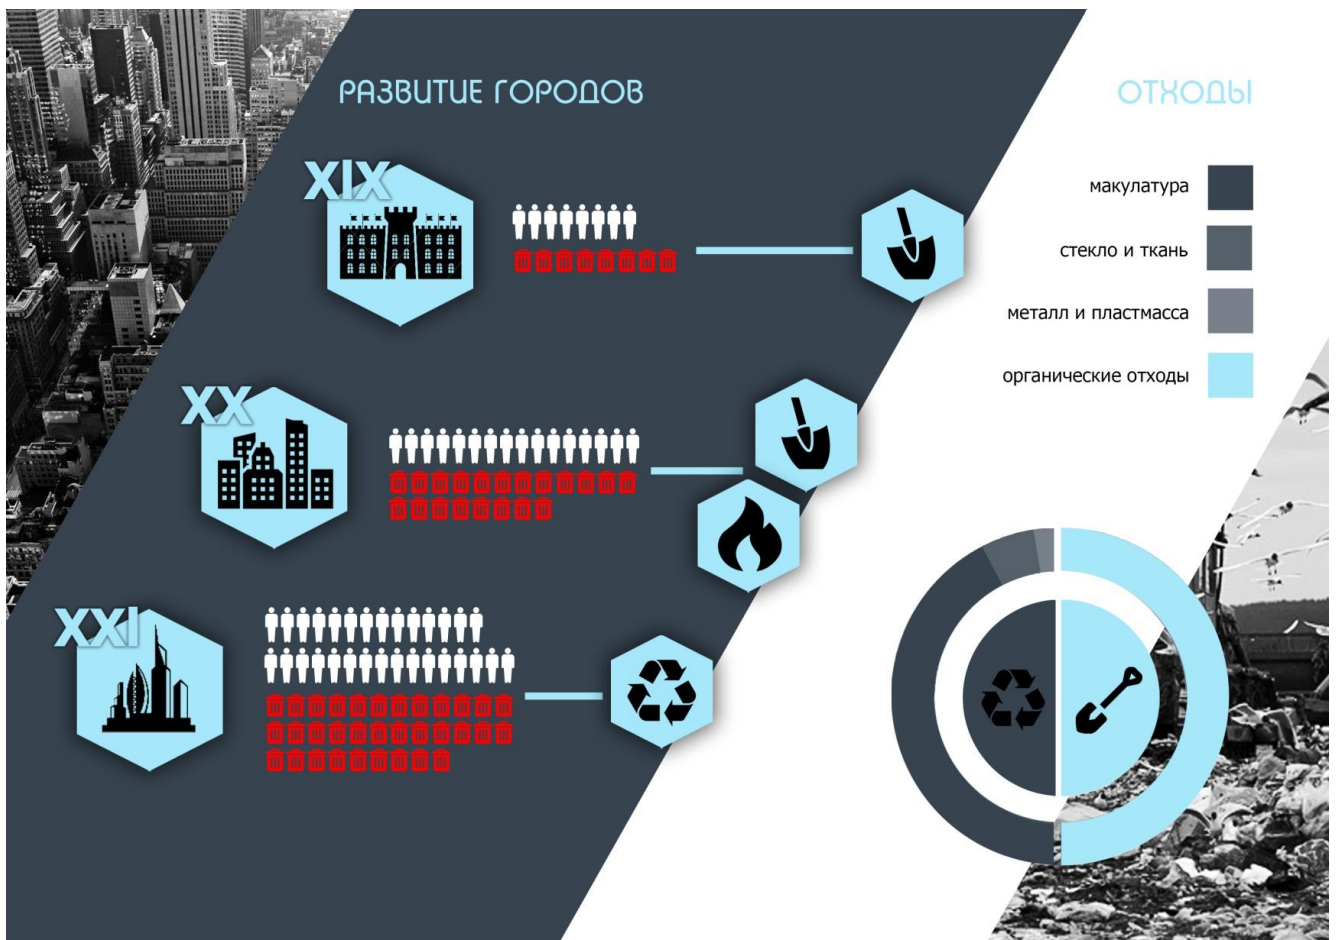 РАЗВИТИЕ ГОРОДОВ
XIX
XX
XXI
ОТХОДЫ
макулатура
стекло и ткань
металл и пластмасса
органические отходы